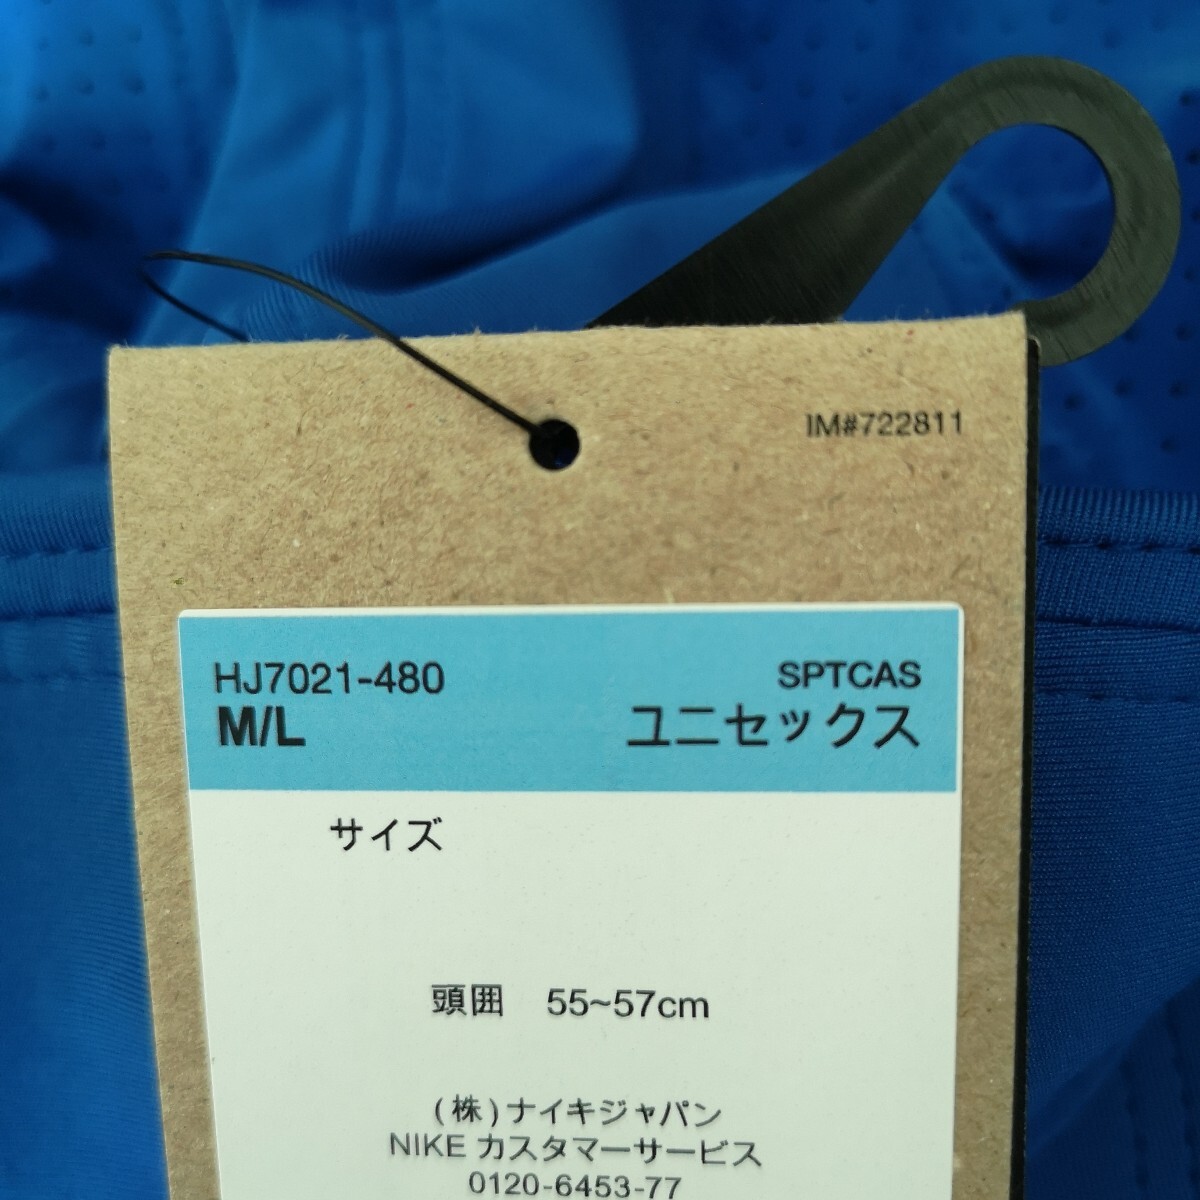 IM#722811
HJ7021-480 SPTCAS
M/L ユニセックス
サイズ
頭囲 55~57cm
(株)ナイキジャパン
NIKE カスタマーサービス
0120-6453-77